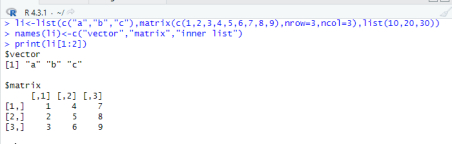 R 4.3.1 · ~/
> li<-list(c("a","b","c"),matrix(c(1,2,3,4,5,6,7,8,9),nrow=3,ncol=3),list(10,20,30))
> names(li)<-c("vector","matrix","inner list")
> print(li[1:2])
$vector
[1] "a" "b" "c"
$matrix
[,1] [,2] [,3]
[1,] 1 4 7
[2,] 2 5 8
[3,] 3 6 9